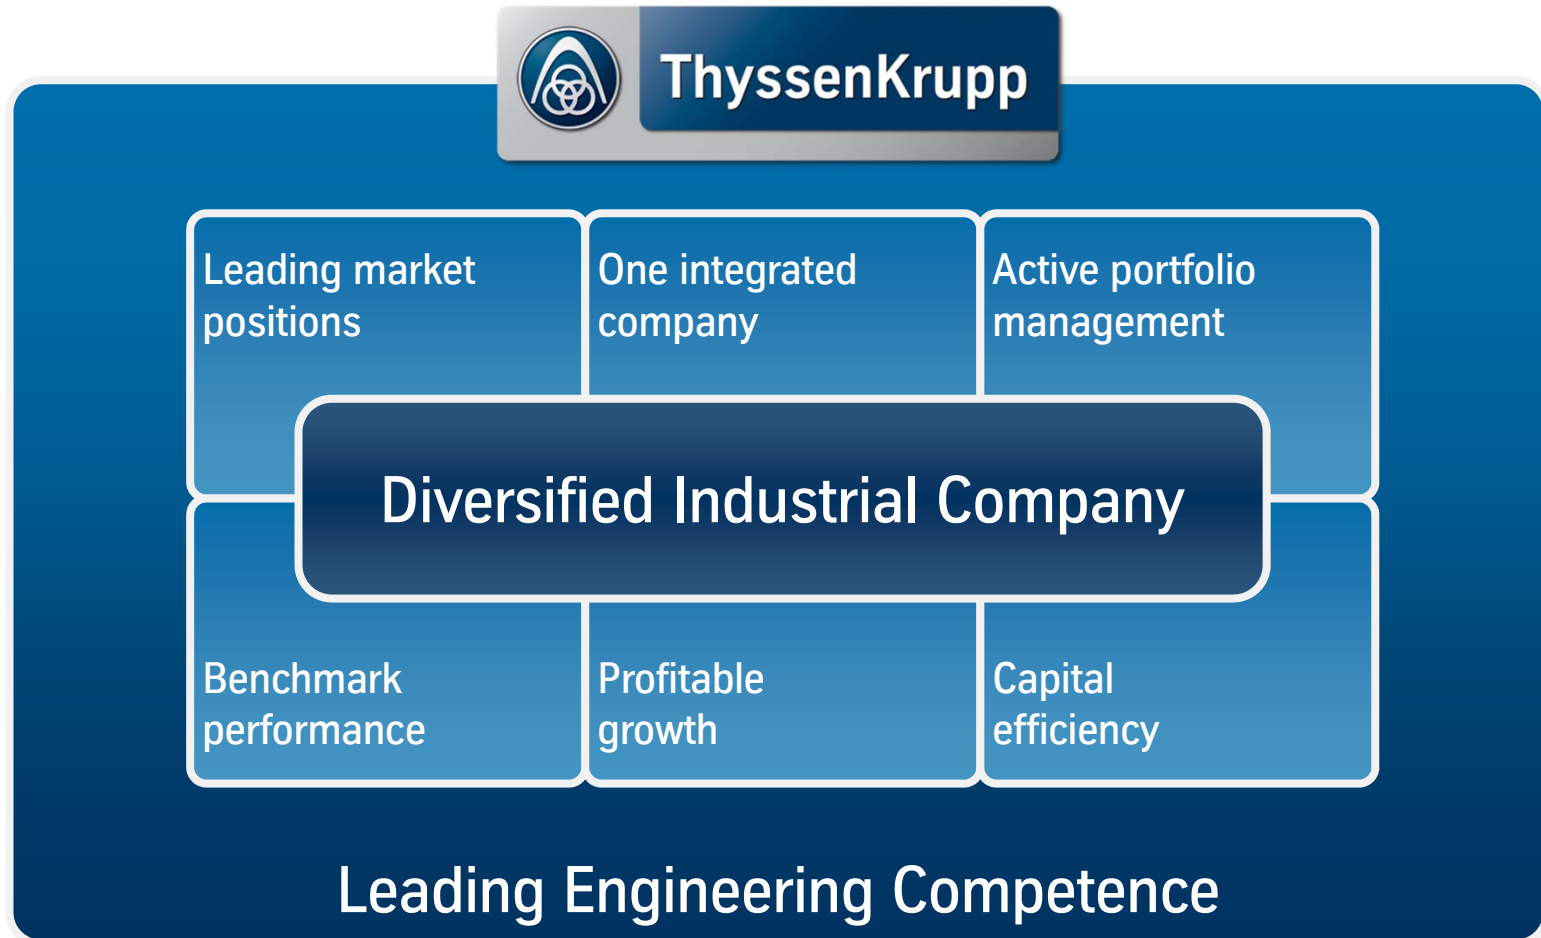 ThyssenKrupp
Leading market
positions
One integrated
company
Active portfolio
management
Diversified Industrial Company
Benchmark
performance
Profitable
growth
Capital
efficiency
Leading Engineering Competence